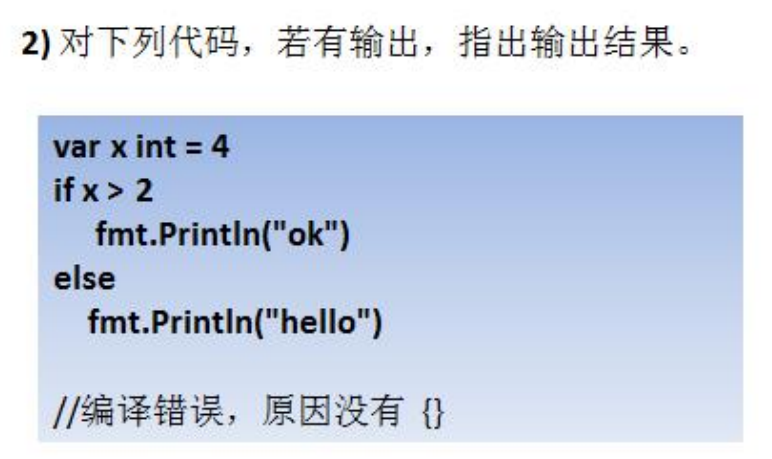 2) 对下列代码，若有输出，指出输出结果。
var x int = 4
if x > 2
fmt.Println("ok")
else
fmt.Println("hello")
//编译错误，原因没有 {}